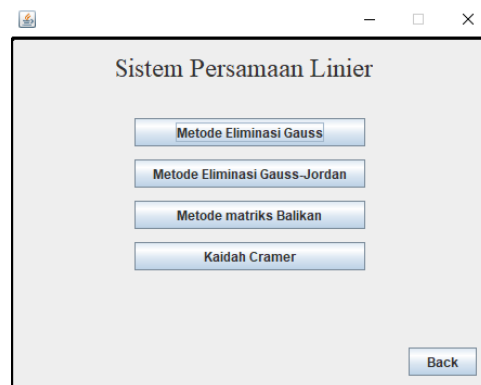 Sistem Persamaan Linier
Metode Eliminasi Gauss
Metode Eliminasi Gauss-Jordan
Metode matriks Balikan
Kaidah Cramer
Back